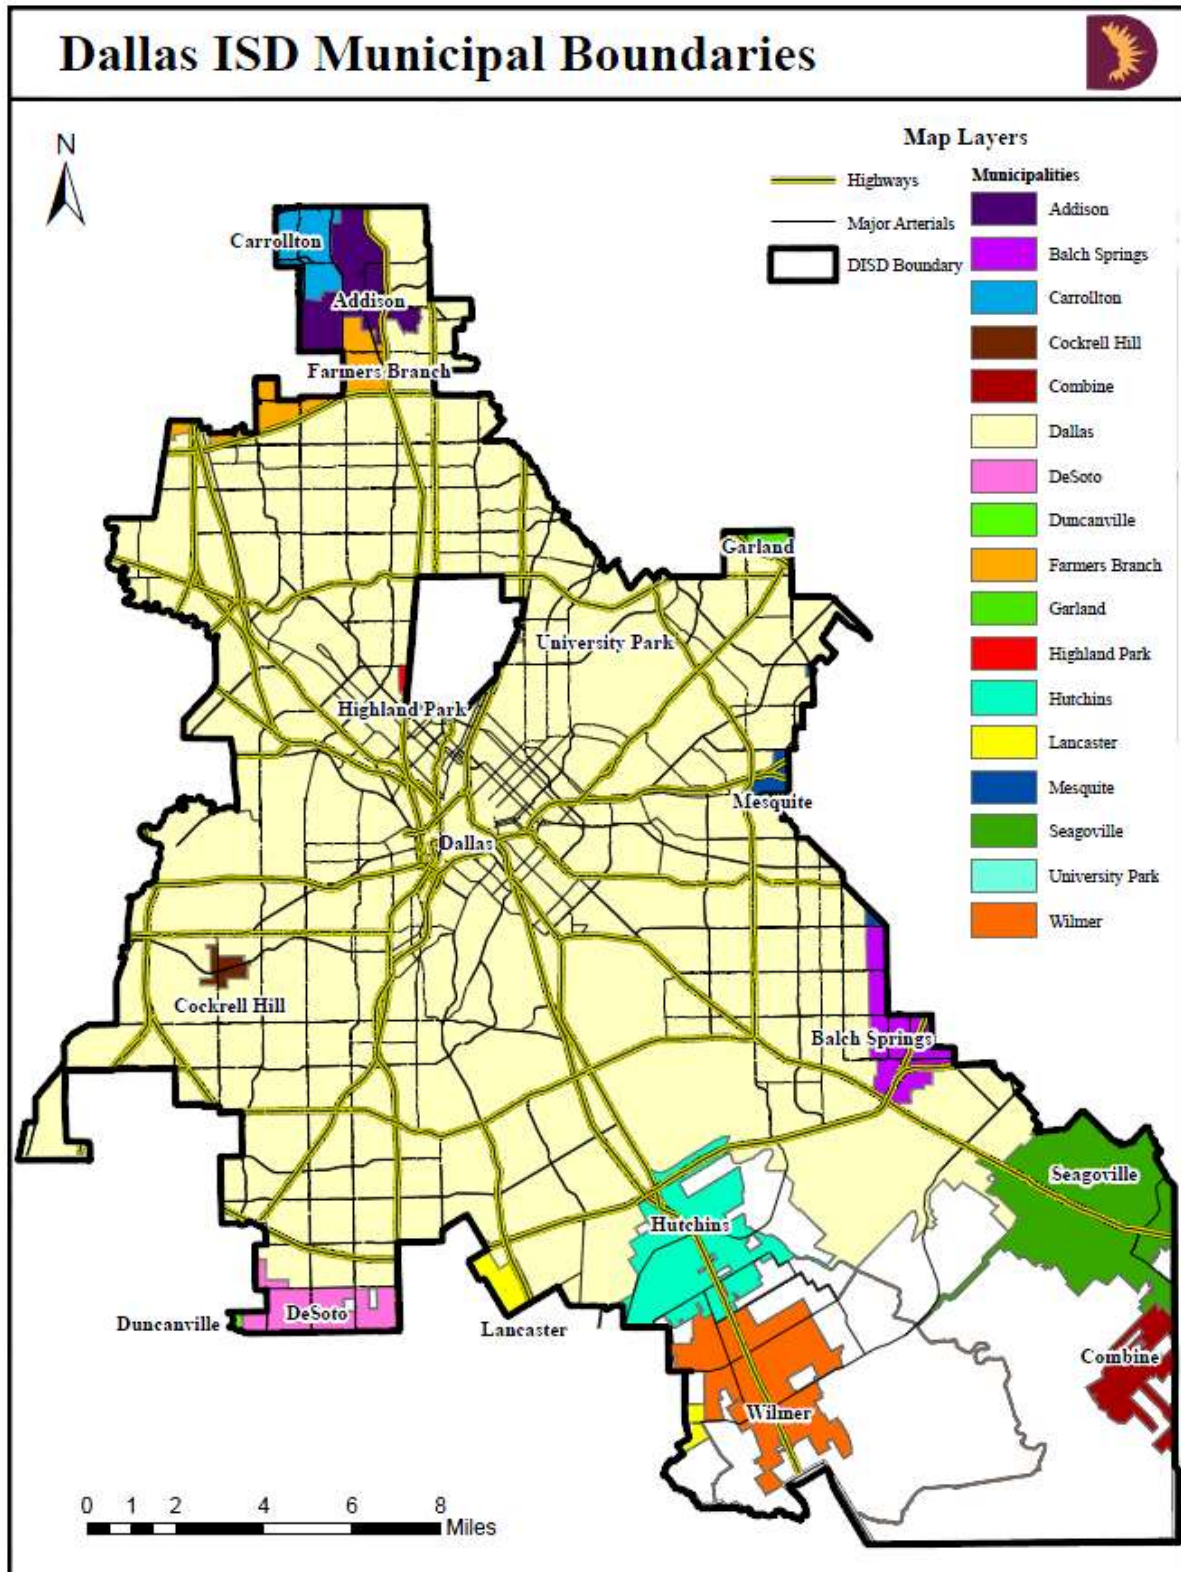 Dallas ISD Municipal Boundaries
N
Map Layers
Highways
Major Arterials
DISD Boundary
Municipalities
Addison
Balch Springs
Carrollton
Cockrell Hill
Combine
Dallas
DeSoto
Duncanville
Farmers Branch
Garland
Highland Park
Hutchins
Lancaster
Mesquite
Seagoville
University Park
Wilmer
Carrollton
Addison
Farmers Branch
Garland
University Park
Highland Park
Mesquite
Dallas
Cockrell Hill
Balch Springs
Seagoville
Hutchins
DeSoto
Duncanville
Lancaster
Combine
Wilmer
0 1 2 4 6 8
Miles